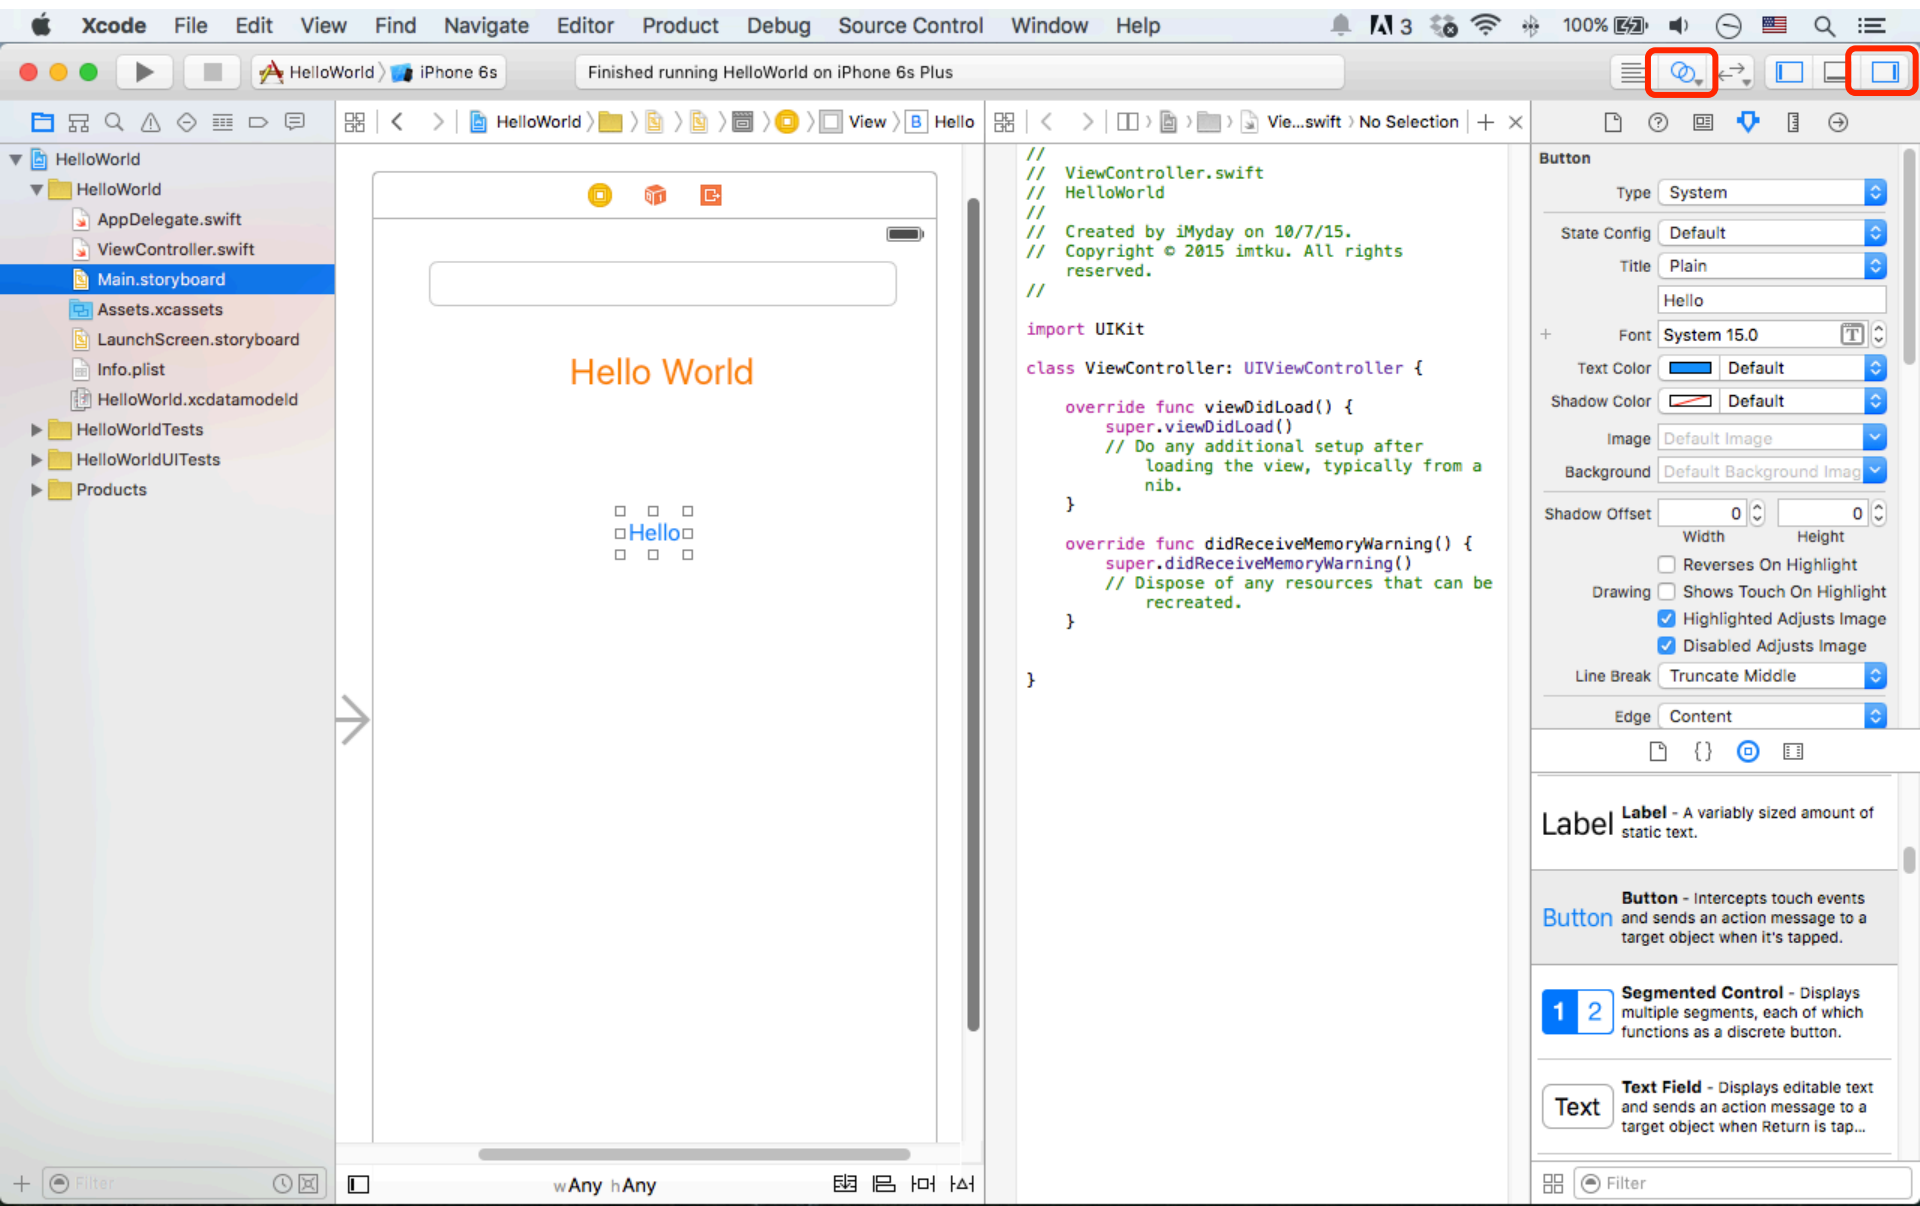 Xcode File Edit View Find Navigate Editor Product Debug Source Control Window Help 3 100%
HelloWorld iPhone 6s Finished running HelloWorld on iPhone 6s Plus
HelloWorld View B Hello
Vie...swift No Selection
HelloWorld
HelloWorld
AppDelegate.swift
ViewController.swift
Main.storyboard
Assets.xcassets
LaunchScreen.storyboard
Info.plist
HelloWorld.xcdatamodeld
HelloWorldTests
HelloWorldUITests
Products
Filter
Hello World
Hello
wAny hAny
//
// ViewController.swift
// HelloWorld
//
// Created by iMyday on 10/7/15.
// Copyright © 2015 imtku. All rights
reserved.
//
import UIKit
class ViewController: UIViewController {
override func viewDidLoad() {
super.viewDidLoad()
// Do any additional setup after
loading the view, typically from a
nib.
}
override func didReceiveMemoryWarning() {
super.didReceiveMemoryWarning()
// Dispose of any resources that can be
recreated.
}
}
Button
Type System
State Config Default
Title Plain
Hello
Font System 15.0 T
Text Color Default
Shadow Color Default
Image Default Image
Background Default Background Imag
Shadow Offset 0 0
Width Height
Reverses On Highlight
Drawing Shows Touch On Highlight
Highlighted Adjusts Image
Disabled Adjusts Image
Line Break Truncate Middle
Edge Content
{}
Label Label - A variably sized amount of
static text.
Button Button - Intercepts touch events
and sends an action message to a
target object when it's tapped.
1 2 Segmented Control - Displays
multiple segments, each of which
functions as a discrete button.
Text Text Field - Displays editable text
and sends an action message to a
target object when Return is tap...
Filter